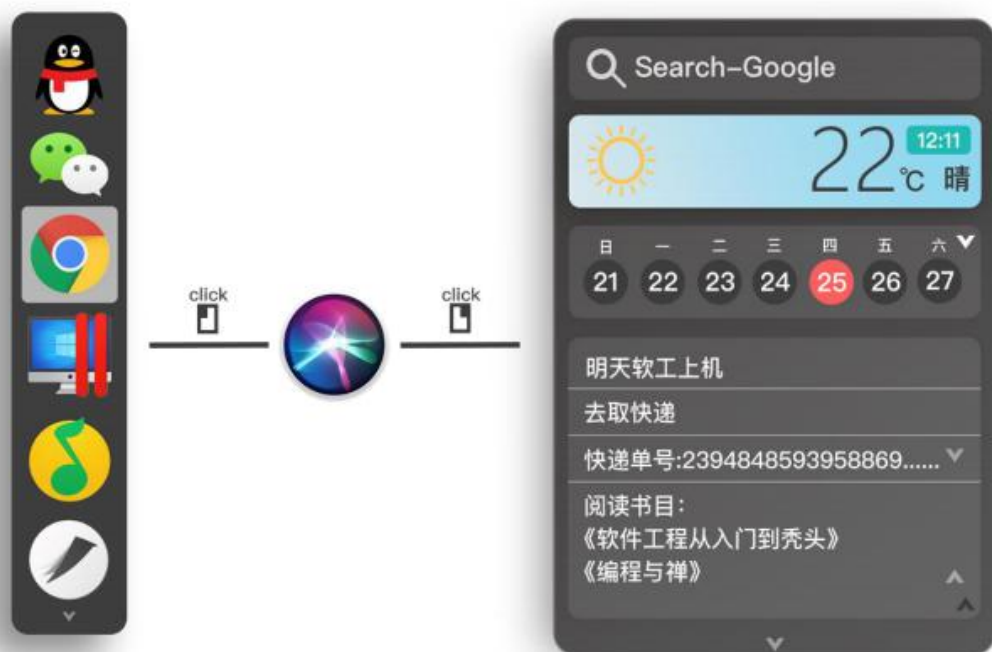 click
click
Search-Google
12:11
22℃ 晴
日 一 二 三 四 五 六
21 22 23 24 25 26 27
明天软工上机
去取快递
快递单号:2394848593958869......
阅读书目：
《软件工程从入门到秃头》
《编程与禅》